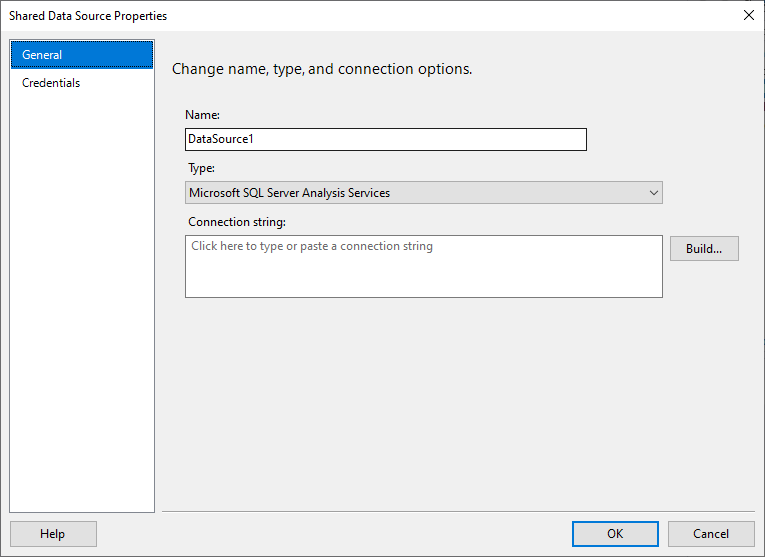 Shared Data Source Properties
General
Credentials
Change name, type, and connection options.
Name:
DataSource1
Type:
Microsoft SQL Server Analysis Services
Connection string:
Click here to type or paste a connection string
Build...
Help
OK
Cancel